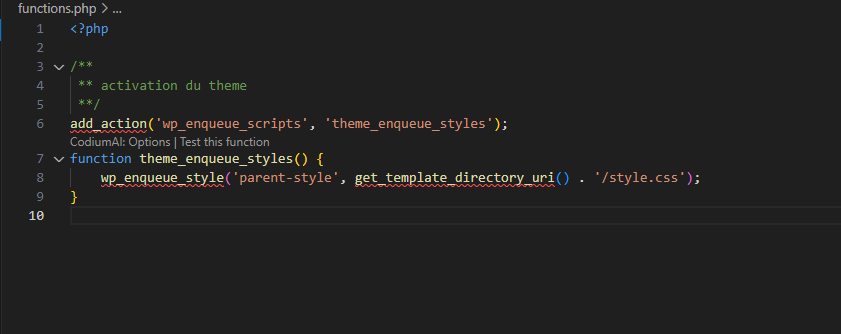 functions.php > ...
1 <?php
2
3 /**
4 ** activation du theme
5 **/
6 add_action('wp_enqueue_scripts', 'theme_enqueue_styles');
CodiumAI: Options | Test this function
7 function theme_enqueue_styles() {
8 wp_enqueue_style('parent-style', get_template_directory_uri() . '/style.css');
9 }
10